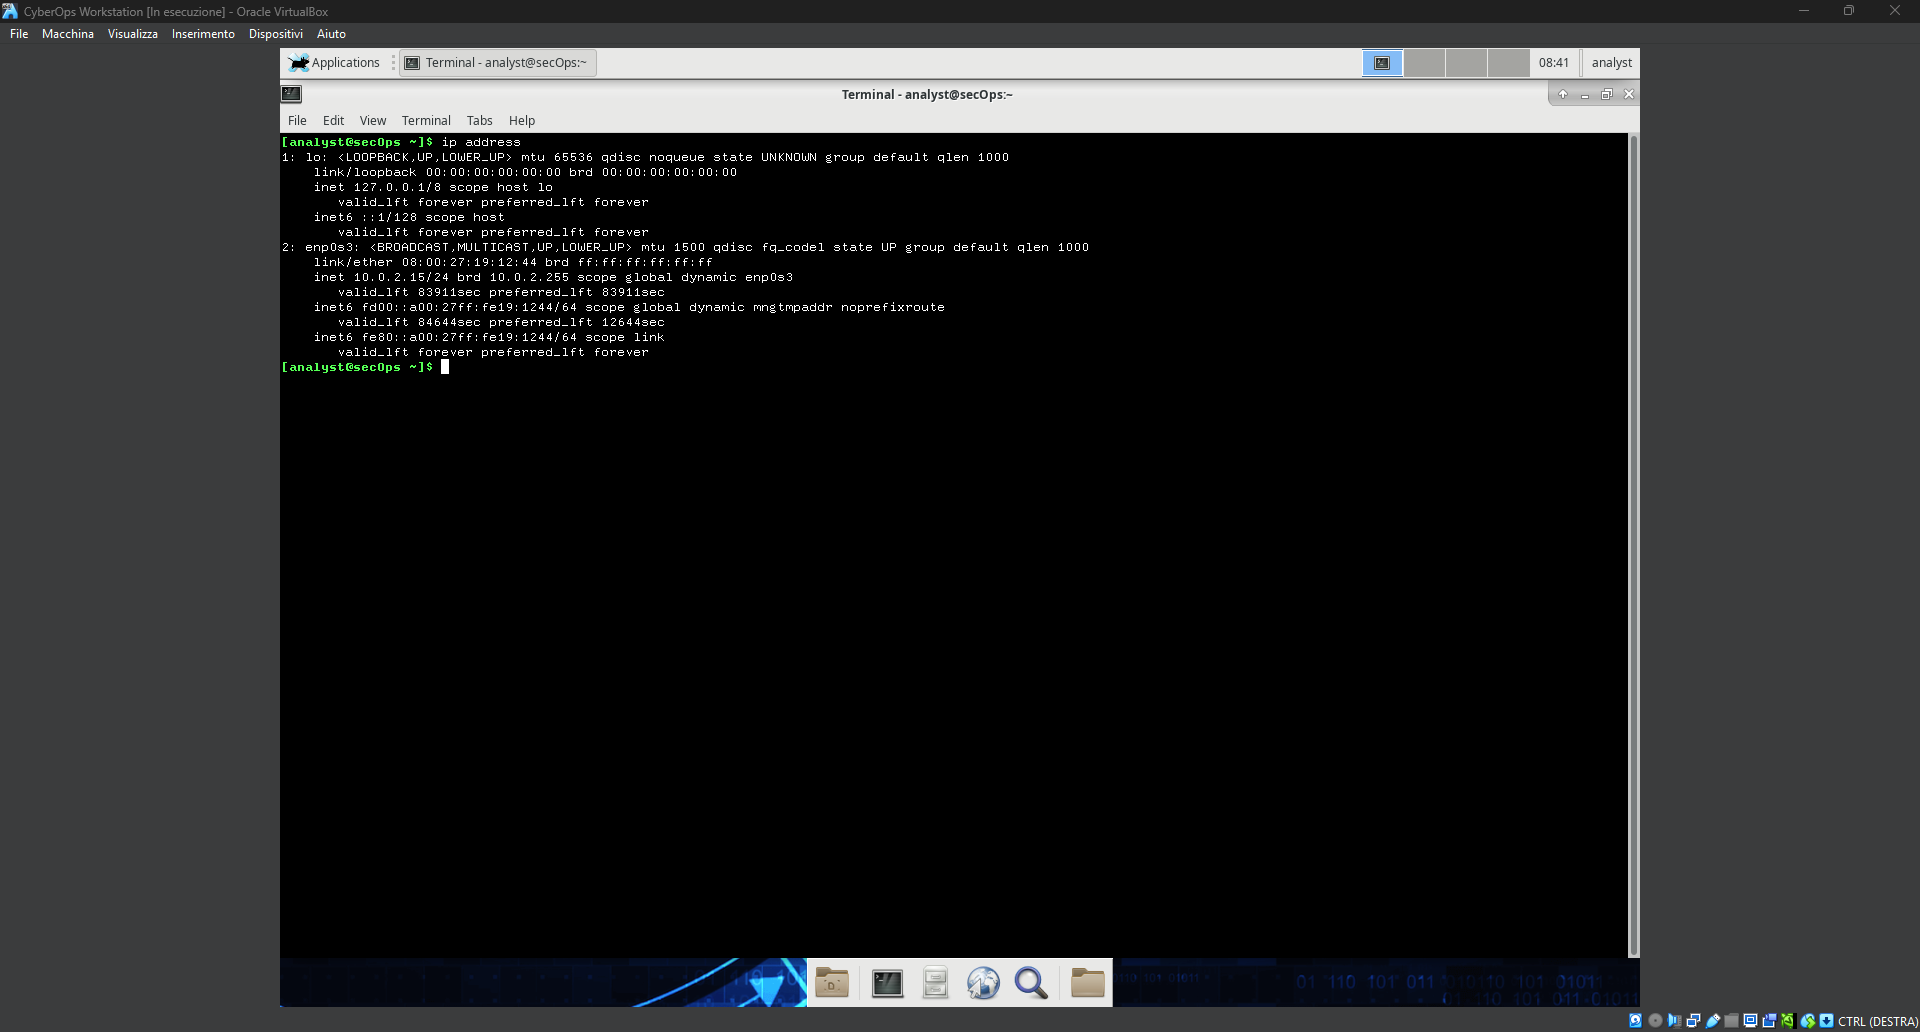 CyberOps Workstation [In esecuzione] - Oracle VirtualBox
File Macchina Visualizza Inserimento Dispositivi Aiuto
Applications Terminal - analyst@secOps:~ 08:41 analyst
Terminal - analyst@secOps:~
File Edit View Terminal Tabs Help
[analyst@secOps ~]$ ip address
1: lo: <LOOPBACK,UP,LOWER_UP> mtu 65536 qdisc noqueue state UNKNOWN group default qlen 1000
link/loopback 00:00:00:00:00:00 brd 00:00:00:00:00:00
inet 127.0.0.1/8 scope host lo
valid_lft forever preferred_lft forever
inet6 ::1/128 scope host
valid_lft forever preferred_lft forever
2: enp0s3: <BROADCAST,MULTICAST,UP,LOWER_UP> mtu 1500 qdisc fq_codel state UP group default qlen 1000
link/ether 08:00:27:19:12:44 brd ff:ff:ff:ff:ff:ff
inet 10.0.2.15/24 brd 10.0.2.255 scope global dynamic enp0s3
valid_lft 83911sec preferred_lft 83911sec
inet6 fd00::a00:27ff:fe19:1244/64 scope global dynamic mngtmpaddr noprefixroute
valid_lft 84644sec preferred_lft 12644sec
inet6 fe80::a00:27ff:fe19:1244/64 scope link
valid_lft forever preferred_lft forever
[analyst@secOps ~]$
CTRL (DESTRA)